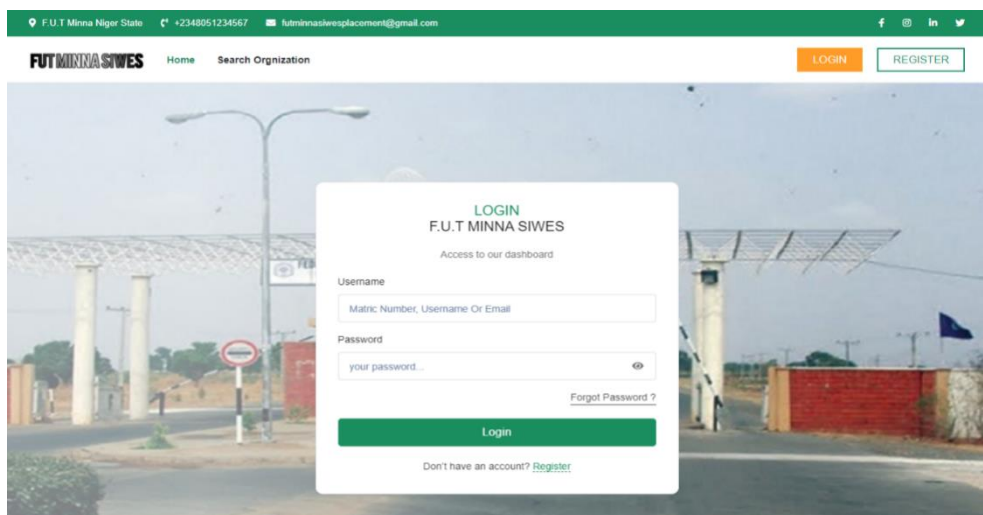 F.U.T Minna Niger State +2348051234567 futminnasiwesplacement@gmail.com
FUT MINNA SIWES Home Search Orgnization LOGIN REGISTER
LOGIN
F.U.T MINNA SIWES
Access to our dashboard
Username
Matric Number, Username Or Email
Password
your password...
Forgot Password ?
Login
Don't have an account? Register